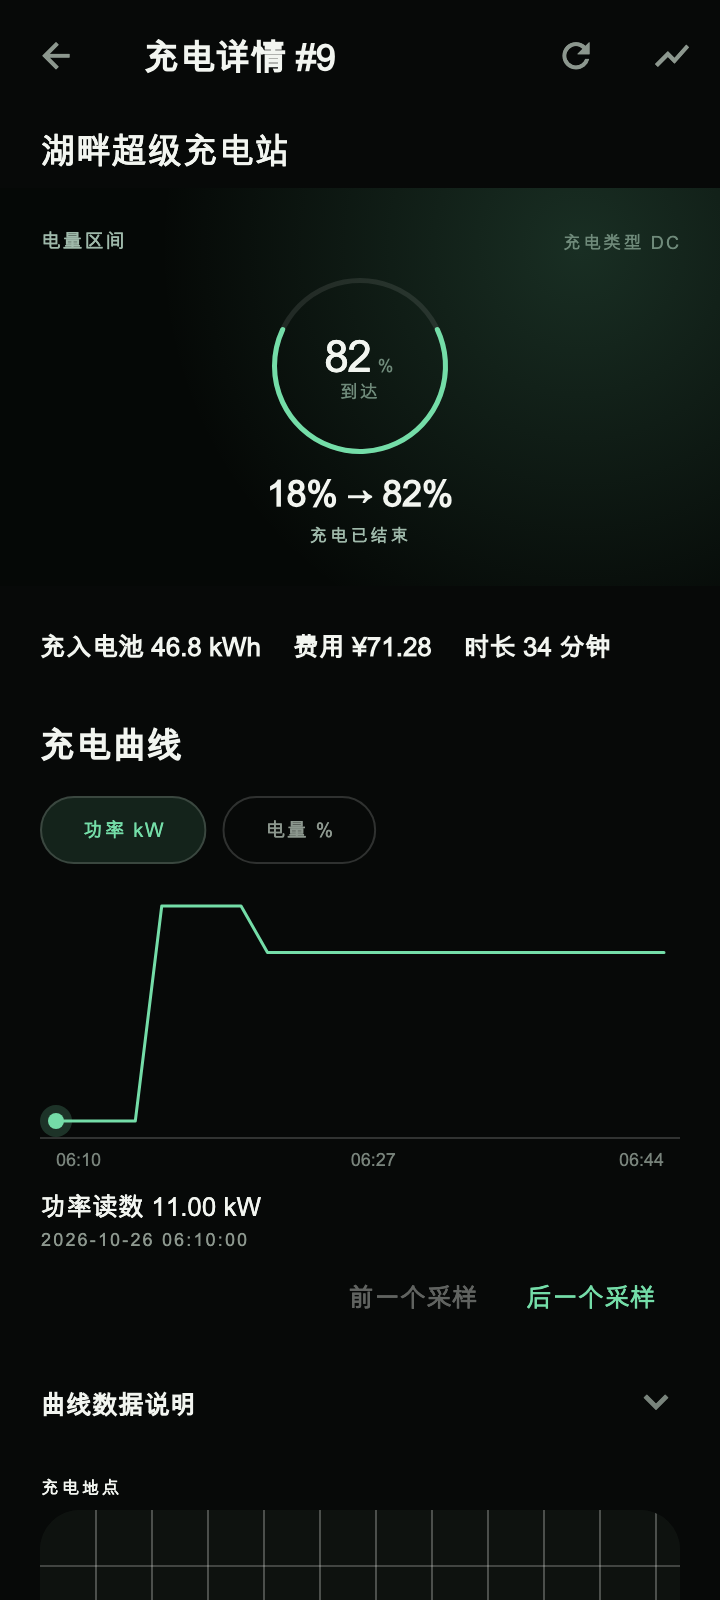 充电详情 #9
湖畔超级充电站
电量区间
充电类型 DC
82 %
到达
18% → 82%
充电已结束
充入电池 46.8 kWh 费用 ¥71.28 时长 34 分钟
充电曲线
功率 kW
电量 %
06:10 06:27 06:44
功率读数 11.00 kW
2026-10-26 06:10:00
前一个采样 后一个采样
曲线数据说明
充电地点